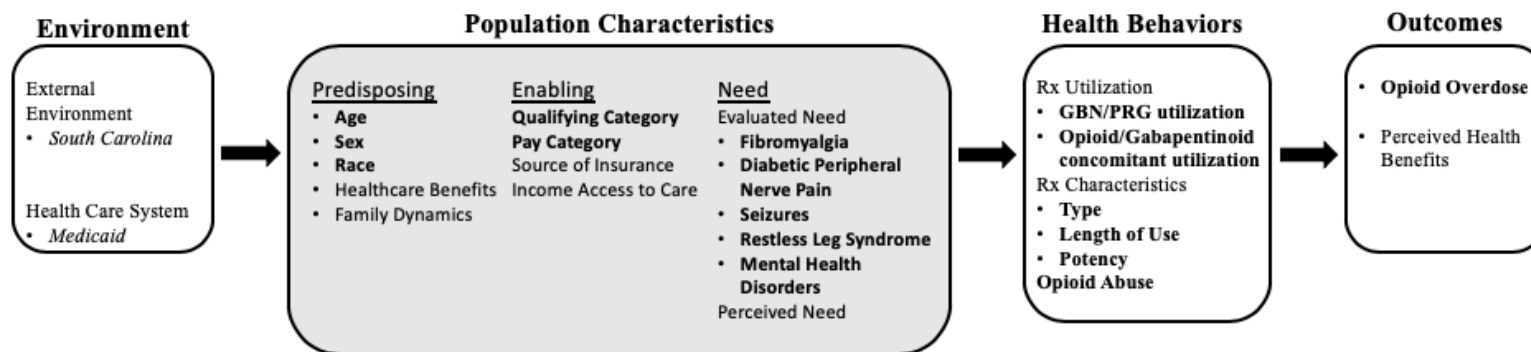 Environment
External
Environment
• South Carolina
Health Care System
• Medicaid
Population Characteristics
Predisposing
• Age
• Sex
• Race
• Healthcare Benefits
• Family Dynamics
Enabling
Qualifying Category
Pay Category
Source of Insurance
Income Access to Care
Need
Evaluated Need
• Fibromyalgia
• Diabetic Peripheral
Nerve Pain
• Seizures
• Restless Leg Syndrome
• Mental Health
Disorders
Perceived Need
Health Behaviors
Rx Utilization
• GBN/PRG utilization
• Opioid/Gabapentinoid
concomitant utilization
Rx Characteristics
• Type
• Length of Use
• Potency
Opioid Abuse
Outcomes
• Opioid Overdose
• Perceived Health
Benefits